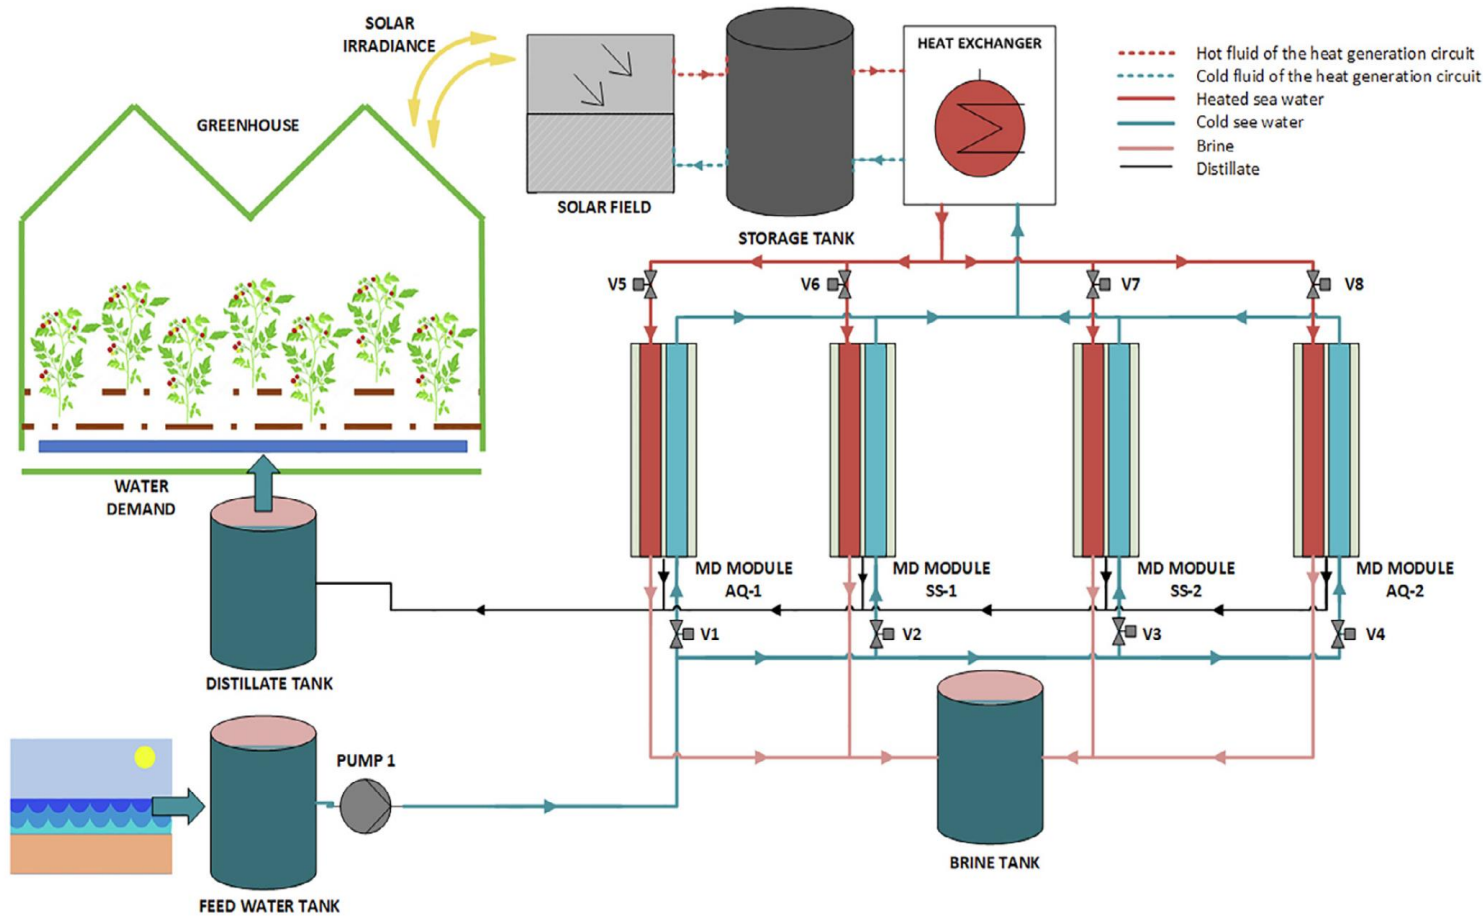 SOLAR
IRRADIANCE
GREENHOUSE
SOLAR FIELD
STORAGE TANK
HEAT EXCHANGER
Hot fluid of the heat generation circuit
Cold fluid of the heat generation circuit
Heated sea water
Cold see water
Brine
Distillate
V5
V6
V7
V8
WATER
DEMAND
MD MODULE
AQ-1
MD MODULE
SS-1
MD MODULE
SS-2
MD MODULE
AQ-2
V1
V2
V3
V4
DISTILLATE TANK
PUMP 1
BRINE TANK
FEED WATER TANK